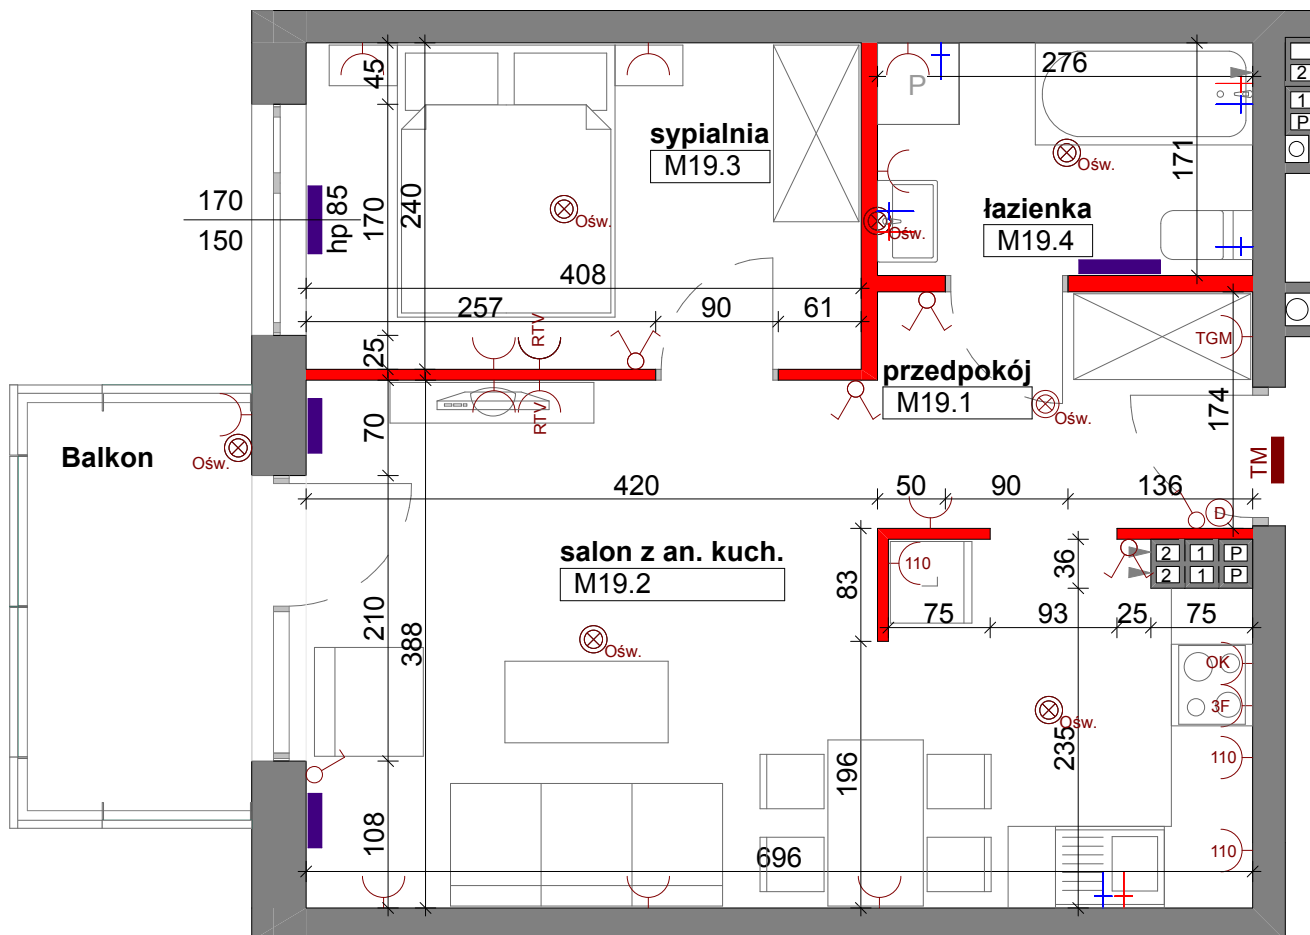 2
1
P
45
276
P
sypialnia
M19.3
171
Ośw.
170
150
hp 85
170
240
Ośw.
Ośw.
łazienka
M19.4
408
257
90
61
RTV
25
TGM
przedpokój
M19.1
Ośw.
174
RTV
70
Balkon
Ośw.
TM
420
50
90
136
D
salon z an. kuch.
M19.2
83
110
36
2
1
P
2
1
P
75
93
25
75
210
388
Ośw.
OK
3F
Ośw.
235
110
196
108
696
110